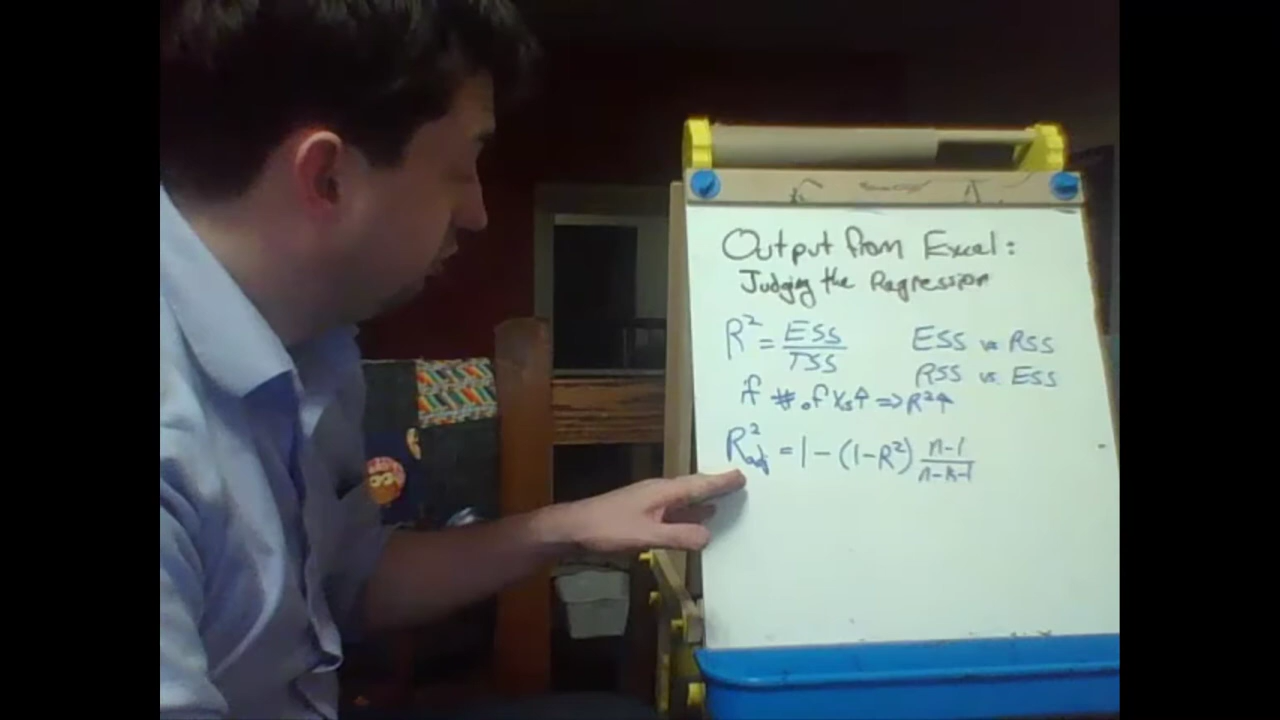 Output from Excel:
Judging the Regression
R² = ESS/TSS
ESS vs RSS
RSS vs. ESS
if # of Xs↑ => R²↑
R²adj = 1 - (1-R²) n-1/n-k-1